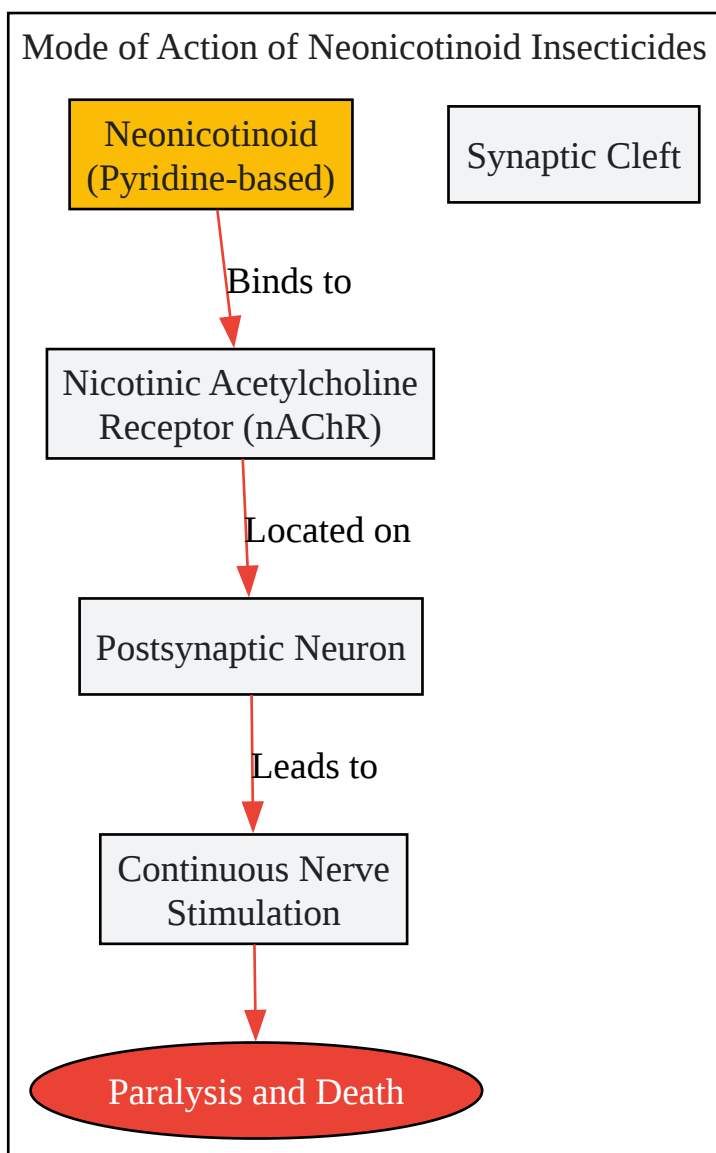 Mode of Action of Neonicotinoid Insecticides
Neonicotinoid
(Pyridine-based)
Synaptic Cleft
Binds to
Nicotinic Acetylcholine
Receptor (nAChR)
Located on
Postsynaptic Neuron
Leads to
Continuous Nerve
Stimulation
Paralysis and Death